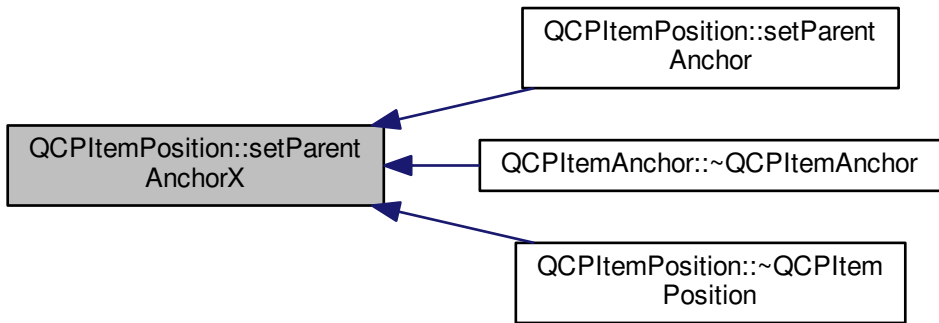 QCPItemPosition::setParent
AnchorX
QCPItemPosition::setParent
Anchor
QCPItemAnchor::~QCPItemAnchor
QCPItemPosition::~QCPItem
Position